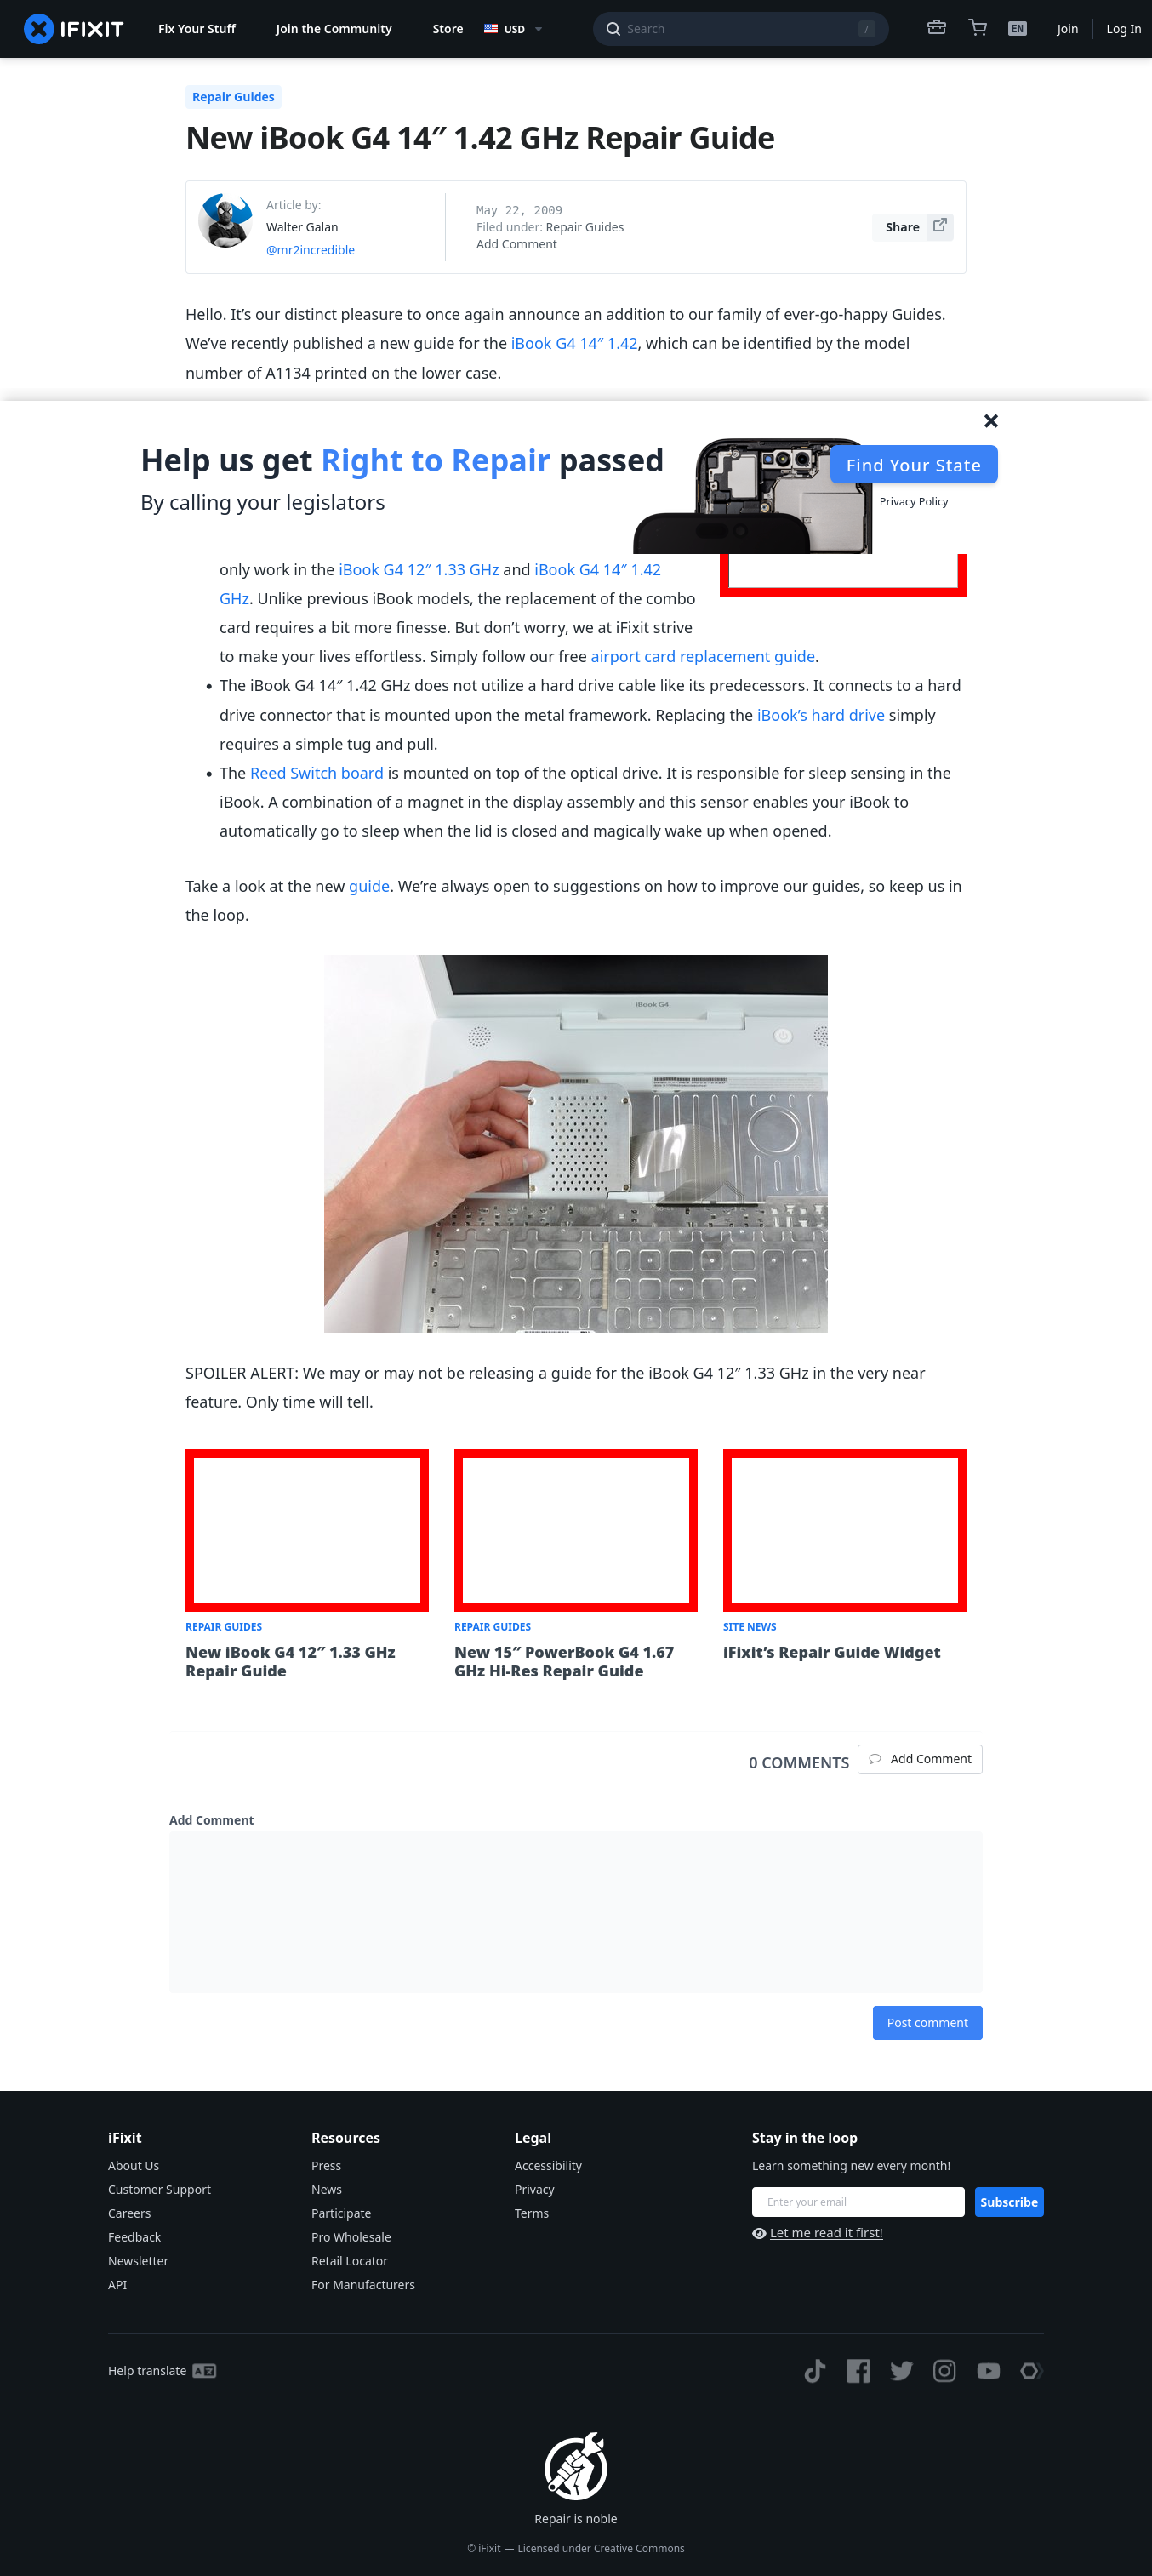 IFIXIT Fix Your Stuff Join the Community Store USD Search / EN Join Log In
Repair Guides
New iBook G4 14″ 1.42 GHz Repair Guide
Article by:
Walter Galan
@mr2incredible
May 22, 2009
Filed under: Repair Guides
Add Comment
Share
Hello. It’s our distinct pleasure to once again announce an addition to our family of ever-go-happy Guides.
We’ve recently published a new guide for the iBook G4 14″ 1.42, which can be identified by the model
number of A1134 printed on the lower case.
Help us get Right to Repair passed
By calling your legislators
Find Your State
Privacy Policy
only work in the iBook G4 12″ 1.33 GHz and iBook G4 14″ 1.42
GHz. Unlike previous iBook models, the replacement of the combo
card requires a bit more finesse. But don’t worry, we at iFixit strive
to make your lives effortless. Simply follow our free airport card replacement guide.
• The iBook G4 14″ 1.42 GHz does not utilize a hard drive cable like its predecessors. It connects to a hard
drive connector that is mounted upon the metal framework. Replacing the iBook’s hard drive simply
requires a simple tug and pull.
• The Reed Switch board is mounted on top of the optical drive. It is responsible for sleep sensing in the
iBook. A combination of a magnet in the display assembly and this sensor enables your iBook to
automatically go to sleep when the lid is closed and magically wake up when opened.
Take a look at the new guide. We’re always open to suggestions on how to improve our guides, so keep us in
the loop.
iBook G4
SPOILER ALERT: We may or may not be releasing a guide for the iBook G4 12″ 1.33 GHz in the very near
feature. Only time will tell.
REPAIR GUIDES
New iBook G4 12″ 1.33 GHz
Repair Guide
REPAIR GUIDES
New 15″ PowerBook G4 1.67
GHz Hi-Res Repair Guide
SITE NEWS
iFixit’s Repair Guide Widget
0 COMMENTS
Add Comment
Add Comment
Post comment
iFixit
About Us
Customer Support
Careers
Feedback
Newsletter
API
Resources
Press
News
Participate
Pro Wholesale
Retail Locator
For Manufacturers
Legal
Accessibility
Privacy
Terms
Stay in the loop
Learn something new every month!
Enter your email
Subscribe
Let me read it first!
Help translate
Repair is noble
© iFixit — Licensed under Creative Commons